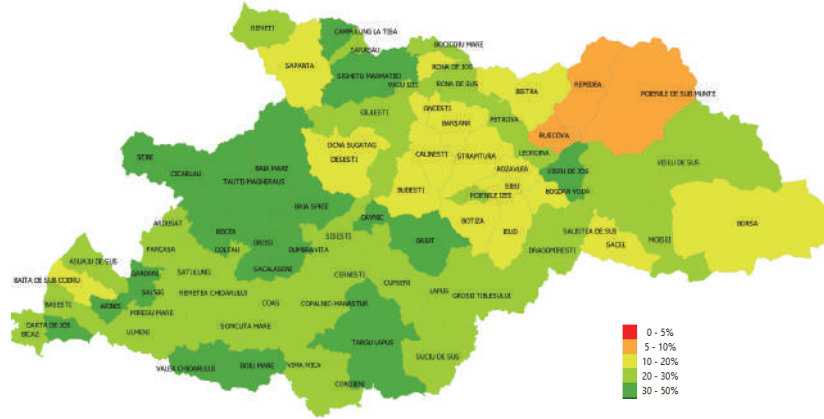 REMETI
CAMPULUNG LA TISA
SARASAU
BOCICOIU MARE
SAPANTA
SIGHETU MARMATIEI
VADU IZEI
RONA DE JOS
RONA DE SUS
BISTRA
REPEDEA
POIENILE DE SUB MUNTE
ONCESTI
GIULESTI
BARSANA
PETROVA
RUSCOVA
OCNA SUGATAG
DESESTI
CALINESTI
STRAMTURA
LEORDINA
SEINI
CICARLAU
BAIA MARE
TAUTII-MAGHERAUS
ROZAVLEA
VISEU DE JOS
VISEU DE SUS
BUDESTI
SIEU
POIENILE IZEI
BOGDAN VODA
BAIA SPRIE
CAVNIC
BOTIZA
IEUD
ARDUSAT
RECEA
SISESTI
BAIUT
SALISTEA DE SUS
BORSA
FARCASA
COLTAU
GROSI
DUMBRAVITA
DRAGOMIRESTI
SACEL
MOISEI
ASUAJU DE SUS
SACALASENI
BAITA DE SUB CODRU
GARDANI
SATULUNG
CERNESTI
CUPSENI
SALSIG
REMETEA CHIOARULUI
LAPUS
GROSII TIBLESULUI
BAISESTI
ARINIS
MIRESU MARE
COAS
COPALNIC-MANASTUR
OARTA DE JOS
BICAZ
ULMENI
SOMCUTA MARE
TARGU LAPUS
SUCIU DE SUS
VALEA CHIOARULUI
BOIU MARE
VIMA MICA
COROIENI
0 - 5%
5 - 10%
10 - 20%
20 - 30%
30 - 50%